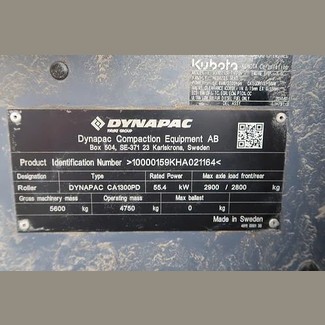 Kubota
DYNAPAC
FAYAT GROUP
Dynapac Compaction Equipment AB
Box 504, SE-371 23 Karlskrona, Sweden
Product Identification Number >10000159KHA021164<
Designation Type Rated Power Max axle load front/rear
Roller DYNAPAC CA1300PD 55.4 kW 2900 / 2800 kg
Gross machinery mass Operating mass Max ballast
5600 kg 4750 kg 0 kg
Made in Sweden